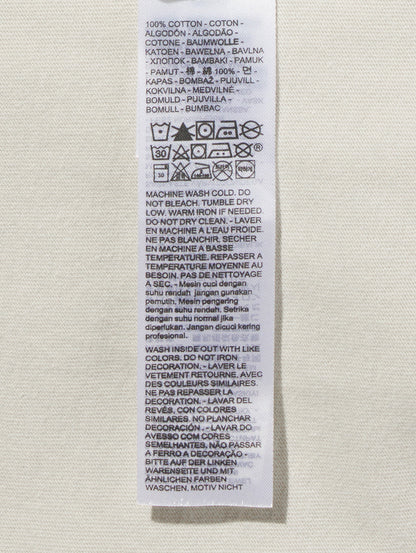 100% COTTON - COTON -
ALGODÓN - ALGODÃO -
COTONE - BAUMWOLLE -
KATOEN - BAWEŁNA - BAVLNA
- ХЛОПОК - BAMBAKI - PAMUK
- PAMUT - 棉 - 綿 100% - 면 -
KAPAS - BOMBAŽ - PUUVILL -
KOKVILNA - MEDVILNĖ -
BOMULD - PUUVILLA -
BOMULL - BUMBAC
30 ®
30
MACHINE WASH COLD. DO
NOT BLEACH. TUMBLE DRY
LOW. WARM IRON IF NEEDED.
DO NOT DRY CLEAN. - LAVER
EN MACHINE A L'EAU FROIDE.
NE PAS BLANCHIR. SECHER
EN MACHINE A BASSE
TEMPERATURE. REPASSER A
TEMPERATURE MOYENNE AU
BESOIN. PAS DE NETTOYAGE
A SEC. - Mesin cuci dengan
suhu rendah jangan gunakan
pemutih. Mesin pengering
dengan suhu rendah. Setrika
dengan suhu normal jika
diperlukan. Jangan dicuci kering
profesional.
WASH INSIDE OUT WITH LIKE
COLORS. DO NOT IRON
DECORATION. - LAVER LE
VETEMENT RETOURNE, AVEC
DES COULEURS SIMILAIRES.
NE PAS REPASSER LA
DECORATION. - LAVAR DEL
REVÉS, CON COLORES
SIMILARES. NO PLANCHAR
DECORACIÓN . - LAVAR DO
AVESSO COM CORES
SEMELHANTES. NÃO PASSAR
A FERRO A DECORAÇÃO -
BITTE AUF DER LINKEN
WARENSEITE UND MIT
ÄHNLICHEN FARBEN
WASCHEN. MOTIV NICHT